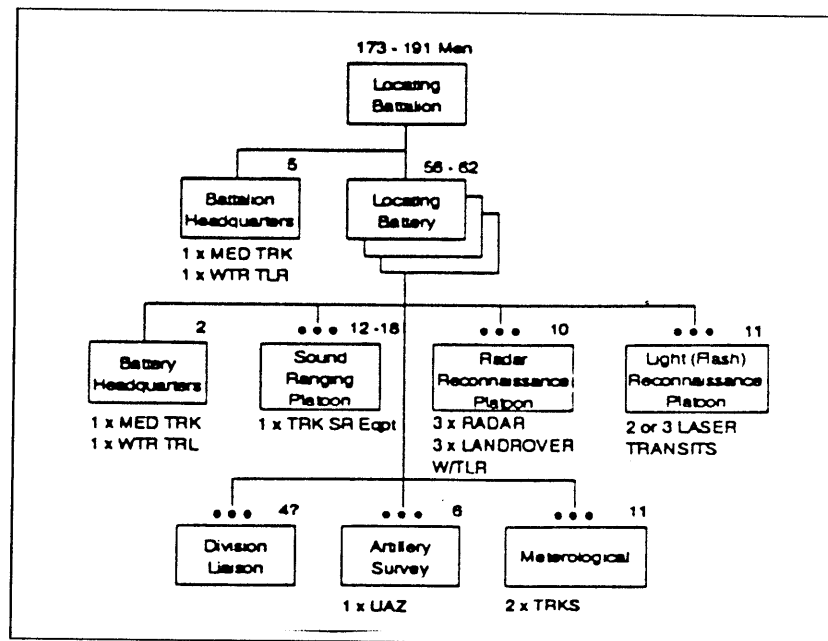 173 - 191 Men
Locating
Battalion
5
Battalion
Headquarters
1 x MED TRK
1 x WTR TLR
56 - 62
Locating
Battery
2
Battery
Headquarters
1 x MED TRK
1 x WTR TRL
12 -18
Sound
Ranging
Platoon
1 x TRK SR Eqpt
10
Radar
Reconnaissance
Platoon
3 x RADAR
3 x LANDROVER
W/TLR
11
Light (Flash)
Reconnaissance
Platoon
2 or 3 LASER
TRANSITS
4?
Division
Liaison
6
Artillery
Survey
1 x UAZ
11
Meterological
2 x TRKS